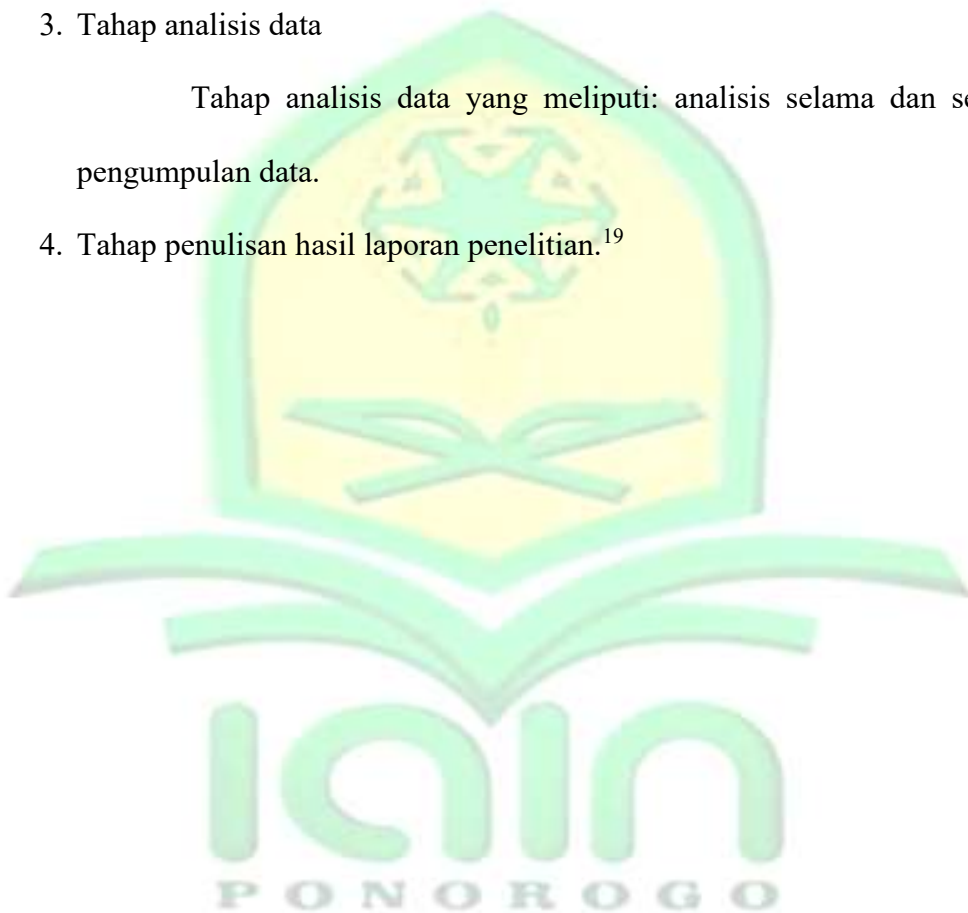 3. Tahap analisis data
Tahap analisis data yang meliputi: analisis selama dan
pengumpulan data.
4. Tahap penulisan hasil laporan penelitian.19
iain
PONOROGO